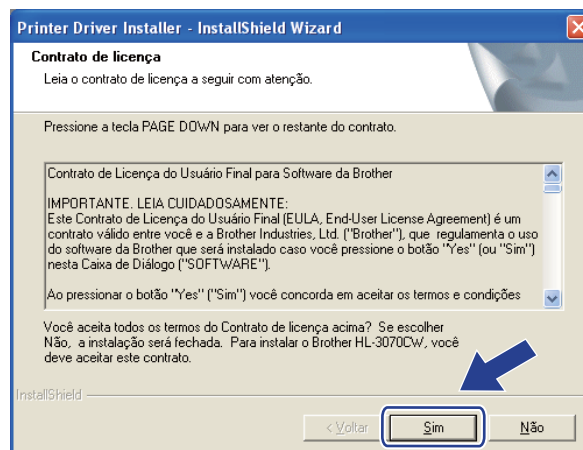 Printer Driver Installer - InstallShield Wizard
Contrato de licença
Leia o contrato de licença a seguir com atenção.
Pressione a tecla PAGE DOWN para ver o restante do contrato.
Contrato de Licença do Usuário Final para Software da Brother
IMPORTANTE. LEIA CUIDADOSAMENTE:
Este Contrato de Licença do Usuário Final (EULA, End-User License Agreement) é um
contrato válido entre você e a Brother Industries, Ltd. ("Brother"), que regulamenta o uso
do software da Brother que será instalado caso você pressione o botão "Yes" (ou "Sim")
nesta Caixa de Diálogo ("SOFTWARE").
Ao pressionar o botão "Yes" ("Sim") você concorda em aceitar os termos e condições
Você aceita todos os termos do Contrato de licença acima? Se escolher
Não, a instalação será fechada. Para instalar o Brother HL-3070CW, você
deve aceitar este contrato.
InstallShield
< Voltar
Sim
Não